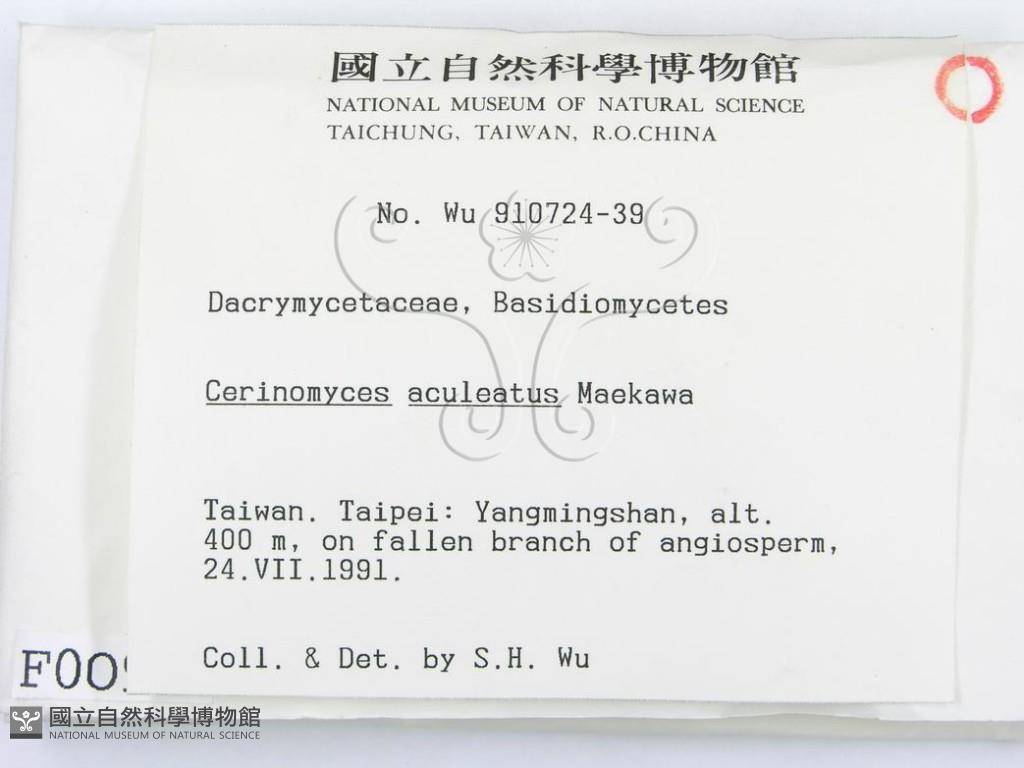 國立自然科學博物館
NATIONAL MUSEUM OF NATURAL SCIENCE
TAICHUNG, TAIWAN, R.O.CHINA
No. Wu 910724-39
Dacrymycetaceae, Basidiomycetes
Cerinomyces aculeatus Maekawa
Taiwan. Taipei: Yangmingshan, alt.
400 m, on fallen branch of angiosperm,
24.VII.1991.
Coll. & Det. by S.H. Wu
國立自然科學博物館
NATIONAL MUSEUM OF NATURAL SCIENCE